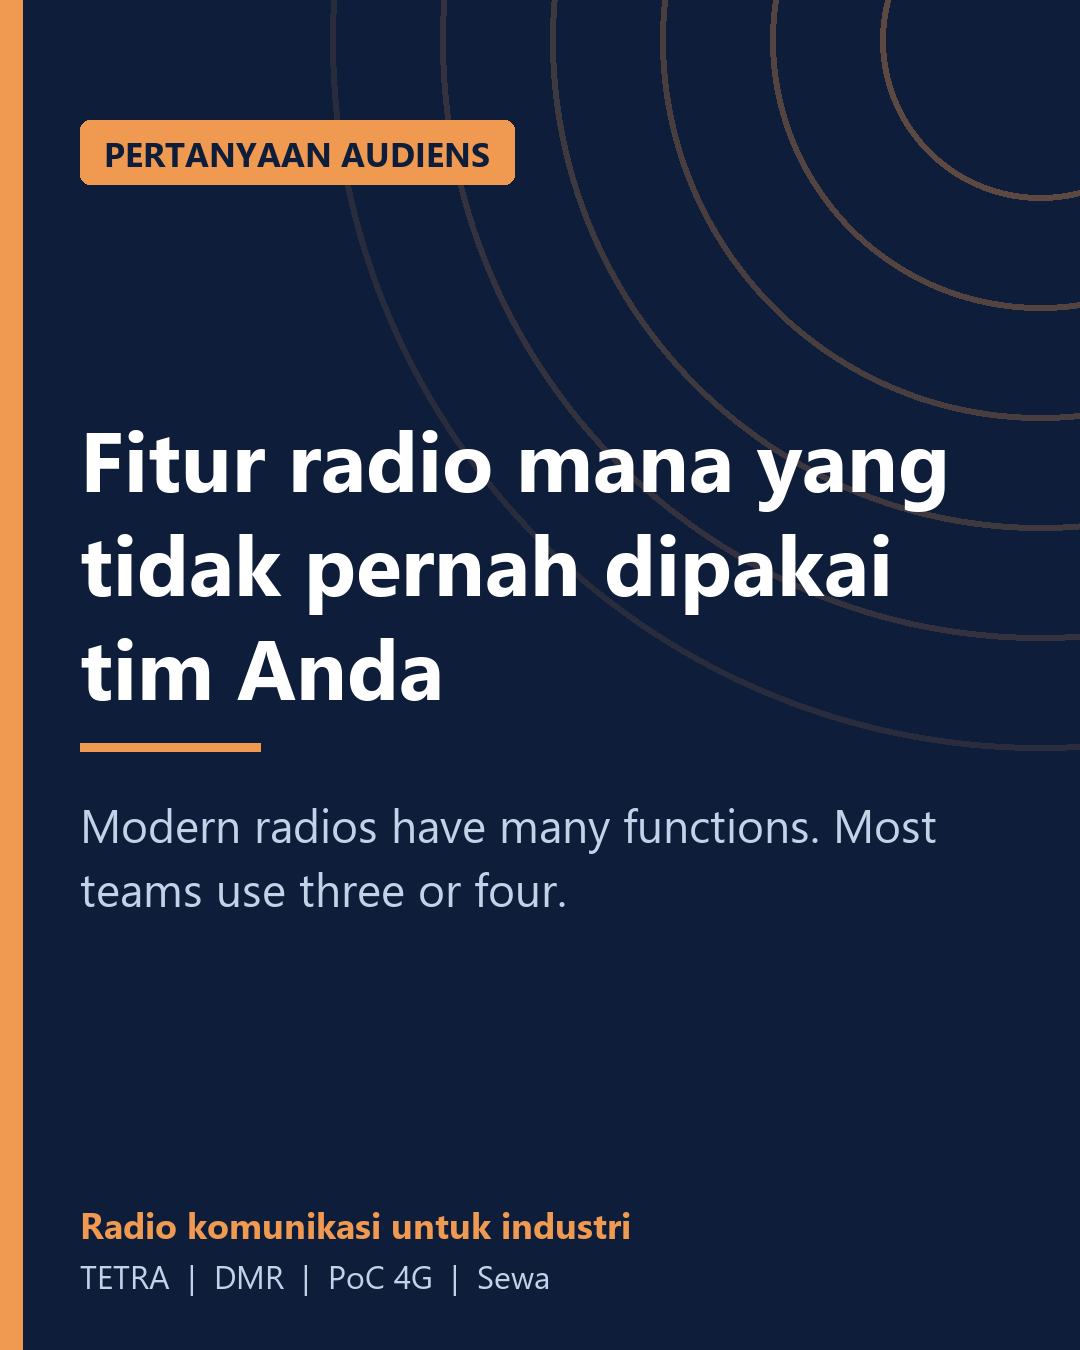 PERTANYAAN AUDIENS
Fitur radio mana yang
tidak pernah dipakai
tim Anda
Modern radios have many functions. Most
teams use three or four.
Radio komunikasi untuk industri
TETRA | DMR | PoC 4G | Sewa